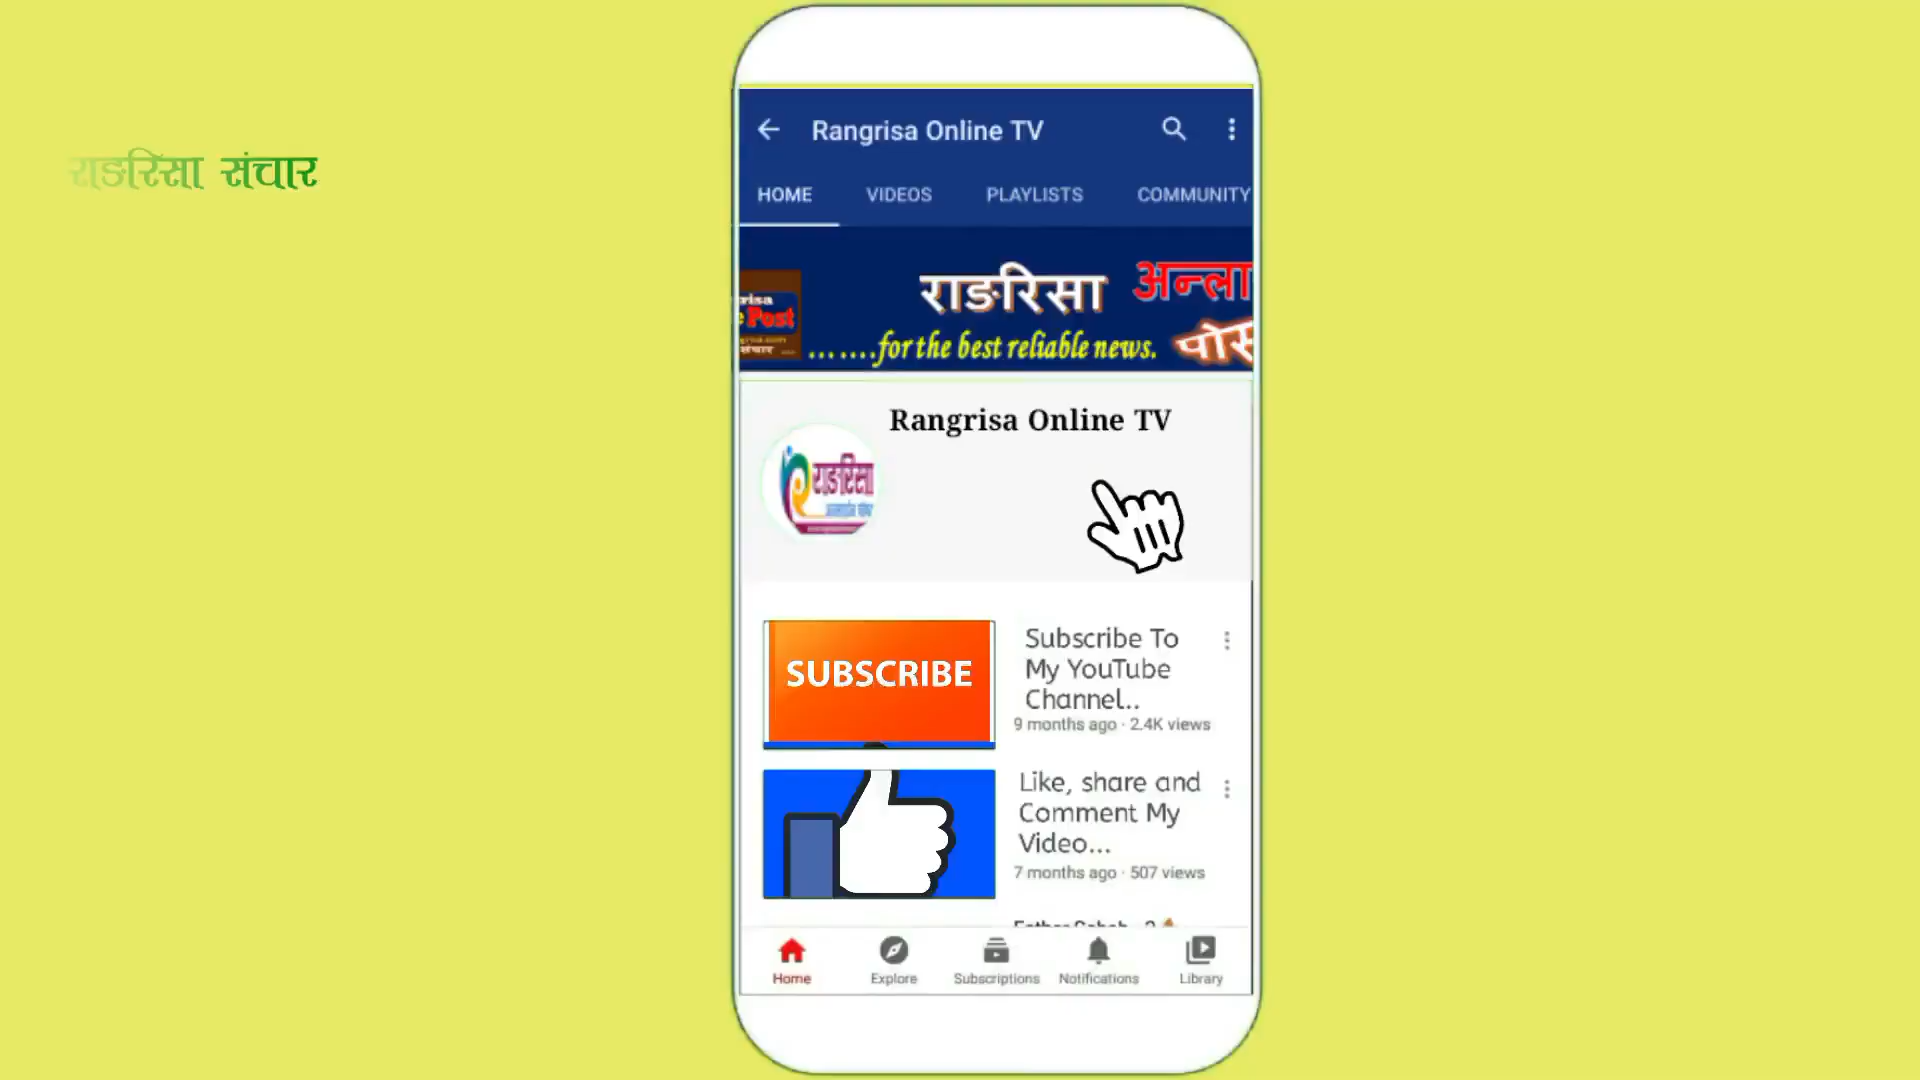 राङरिसा संचार
Rangrisa Online TV
HOME VIDEOS PLAYLISTS COMMUNITY
राङरिसा अन्ला
Post
.......for the best reliable news. पोस
Rangrisa Online TV
राङरिसा
SUBSCRIBE
Subscribe To
My YouTube
Channel..
9 months ago · 2.4K views
Like, share and
Comment My
Video...
7 months ago · 507 views
Home Explore Subscriptions Notifications Library